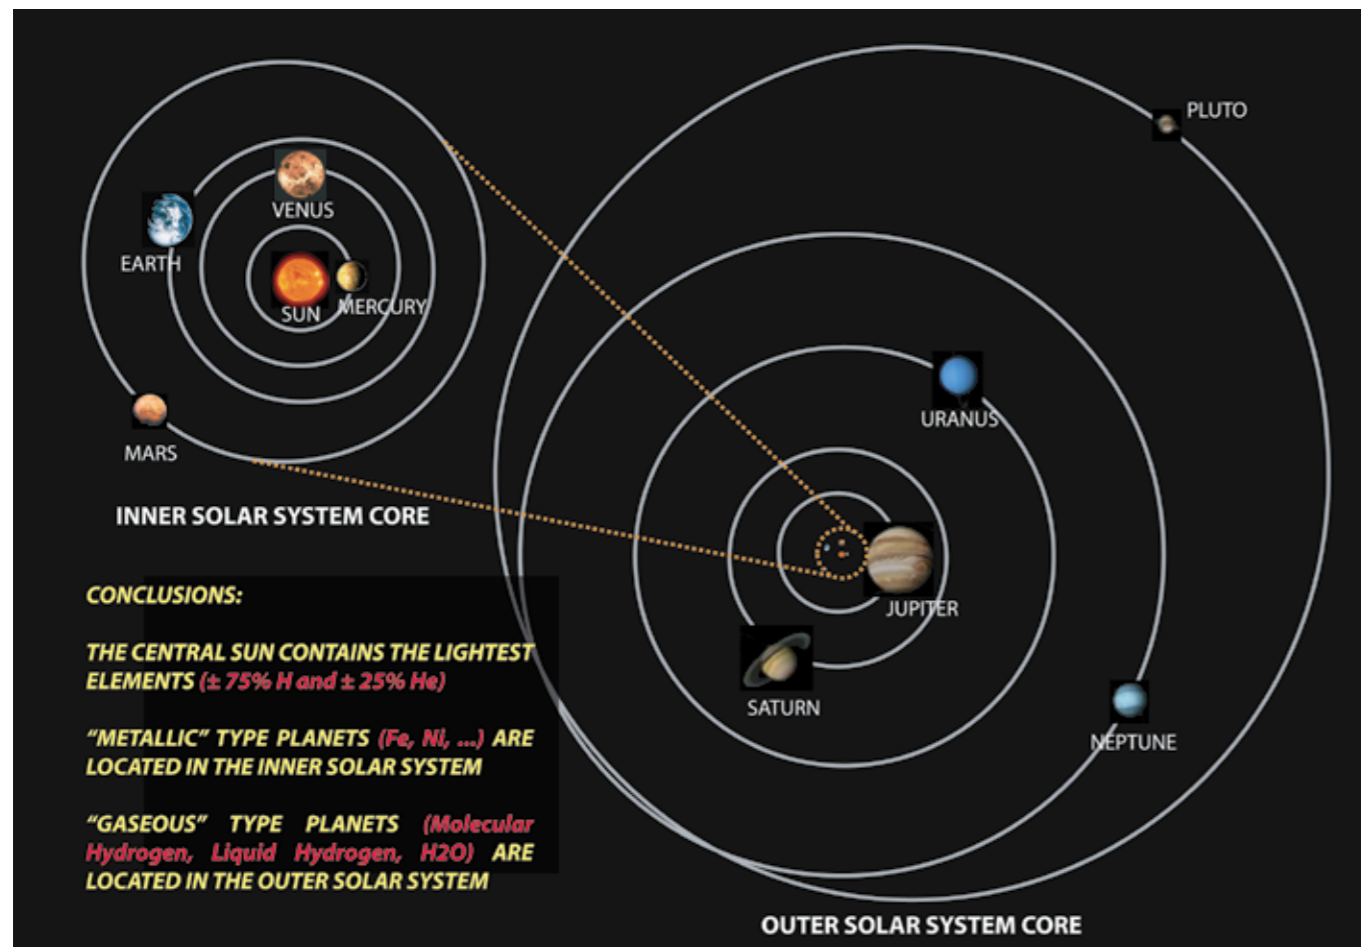 PLUTO
VENUS
EARTH
SUN
MERCURY
MARS
URANUS
INNER SOLAR SYSTEM CORE
JUPITER
SATURN
NEPTUNE
CONCLUSIONS:
THE CENTRAL SUN CONTAINS THE LIGHTEST
ELEMENTS (± 75% H and ± 25% He)
“METALLIC” TYPE PLANETS (Fe, Ni, ...) ARE
LOCATED IN THE INNER SOLAR SYSTEM
“GASEOUS” TYPE PLANETS (Molecular
Hydrogen, Liquid Hydrogen, H2O) ARE
LOCATED IN THE OUTER SOLAR SYSTEM
OUTER SOLAR SYSTEM CORE